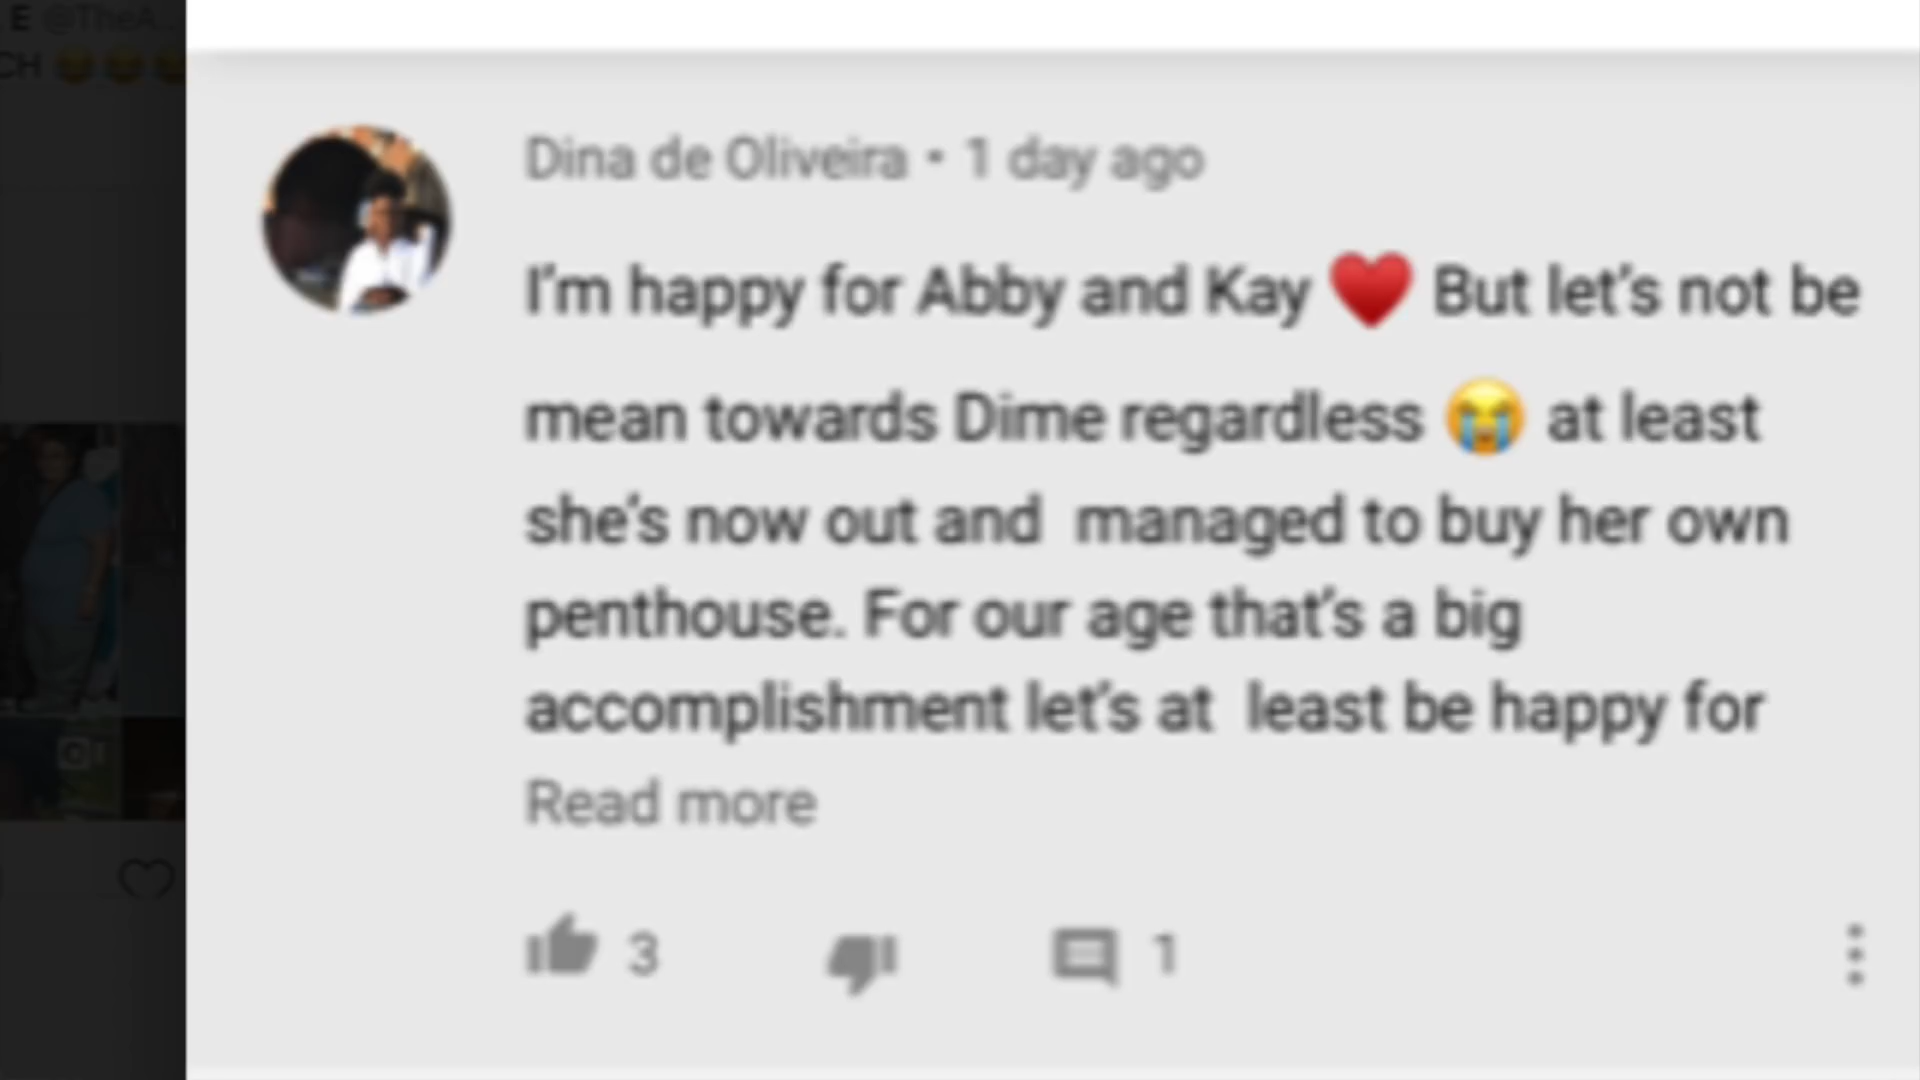 E @TheA...
CH 😂😂😂
Dina de Oliveira • 1 day ago
I'm happy for Abby and Kay ♥️ But let's not be
mean towards Dime regardless 😭 at least
she's now out and managed to buy her own
penthouse. For our age that's a big
accomplishment let's at least be happy for
Read more
3
1